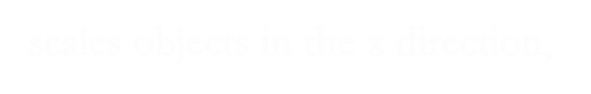 scales objects in the x direction,